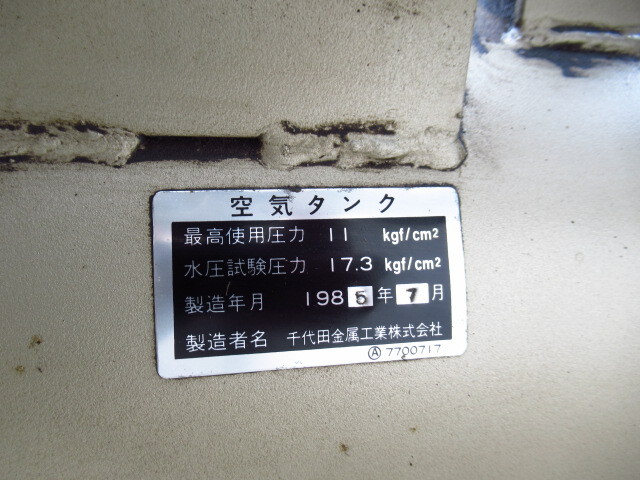 空気タンク
最高使用圧力 11 kgf/cm²
水圧試験圧力 17.3 kgf/cm²
製造年月 1985年7月
製造者名 千代田金属工業株式会社
Ⓐ 7700717